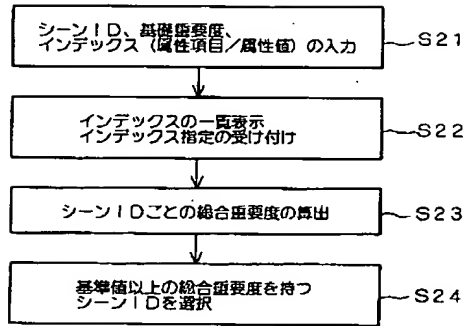 シーンID、基礎重要度、
インデックス（属性項目／属性値）の入力
S21
インデックスの一覧表示
インデックス指定の受け付け
S22
シーンIDごとの総合重要度の算出
S23
基準値以上の総合重要度を持つ
シーンIDを選択
S24